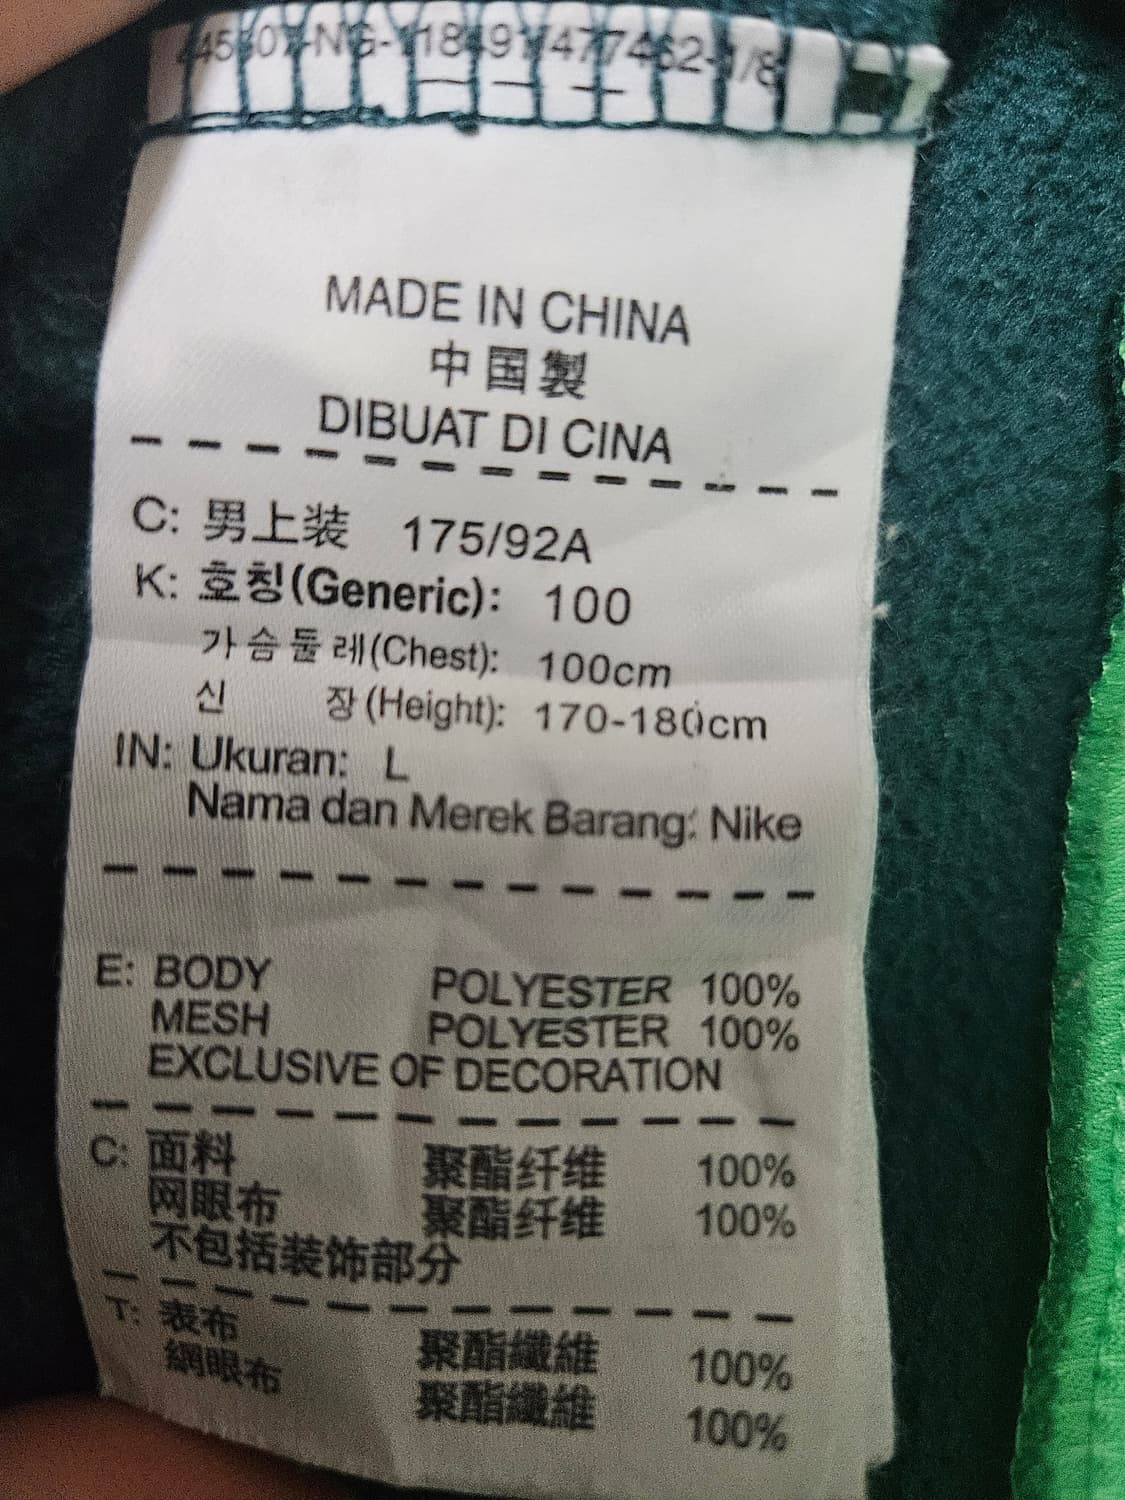 MADE IN CHINA
中国製
DIBUAT DI CINA
C: 男上装 175/92A
K: 호칭(Generic): 100
가슴둘레(Chest): 100cm
신 장(Height): 170-180cm
IN: Ukuran: L
Nama dan Merek Barang: Nike
E: BODY POLYESTER 100%
MESH POLYESTER 100%
EXCLUSIVE OF DECORATION
C: 面料 聚酯纤维 100%
网眼布 聚酯纤维 100%
不包括装饰部分
T: 表布 聚酯纖維 100%
網眼布 聚酯纖維 100%